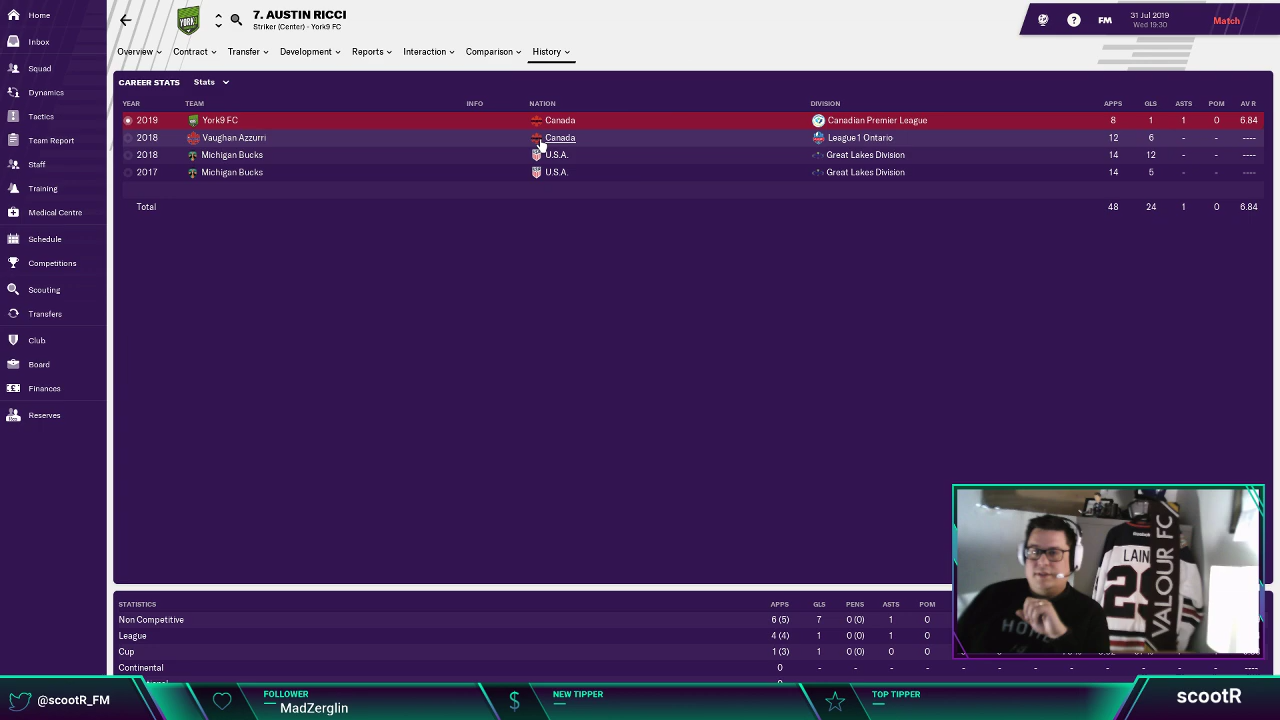 Home
Inbox
Squad
Dynamics
Tactics
Team Report
Staff
Training
Medical Centre
Schedule
Competitions
Scouting
Transfers
Club
Board
Finances
Reserves
YORK9
7. AUSTIN RICCI
Striker (Center) - York9 FC
? FM 31 Jul 2019
Wed 19:30
Match
Overview Contract Transfer Development Reports Interaction Comparison History
CAREER STATS Stats
YEAR TEAM INFO NATION DIVISION APPS GLS ASTS POM AV R
2019 York9 FC Canada Canadian Premier League 8 1 1 0 6.84
2018 Vaughan Azzurri Canada League1 Ontario 12 6 - - ----
2018 Michigan Bucks U.S.A. Great Lakes Division 14 12 - - ----
2017 Michigan Bucks U.S.A. Great Lakes Division 14 5 - - ----
Total 48 24 1 0 6.84
STATISTICS APPS GLS PENS ASTS POM
Non Competitive 6 (5) 7 0 (0) 1 0
League 4 (4) 1 0 (0) 1 0
Cup 1 (3) 1 0 (0) 0 0
Continental 0 - - - -
Reebok
LAIN
2
VALOUR FC
HOME
@scootR_FM
FOLLOWER
MadZerglin
$ NEW TIPPER
TOP TIPPER
scootR